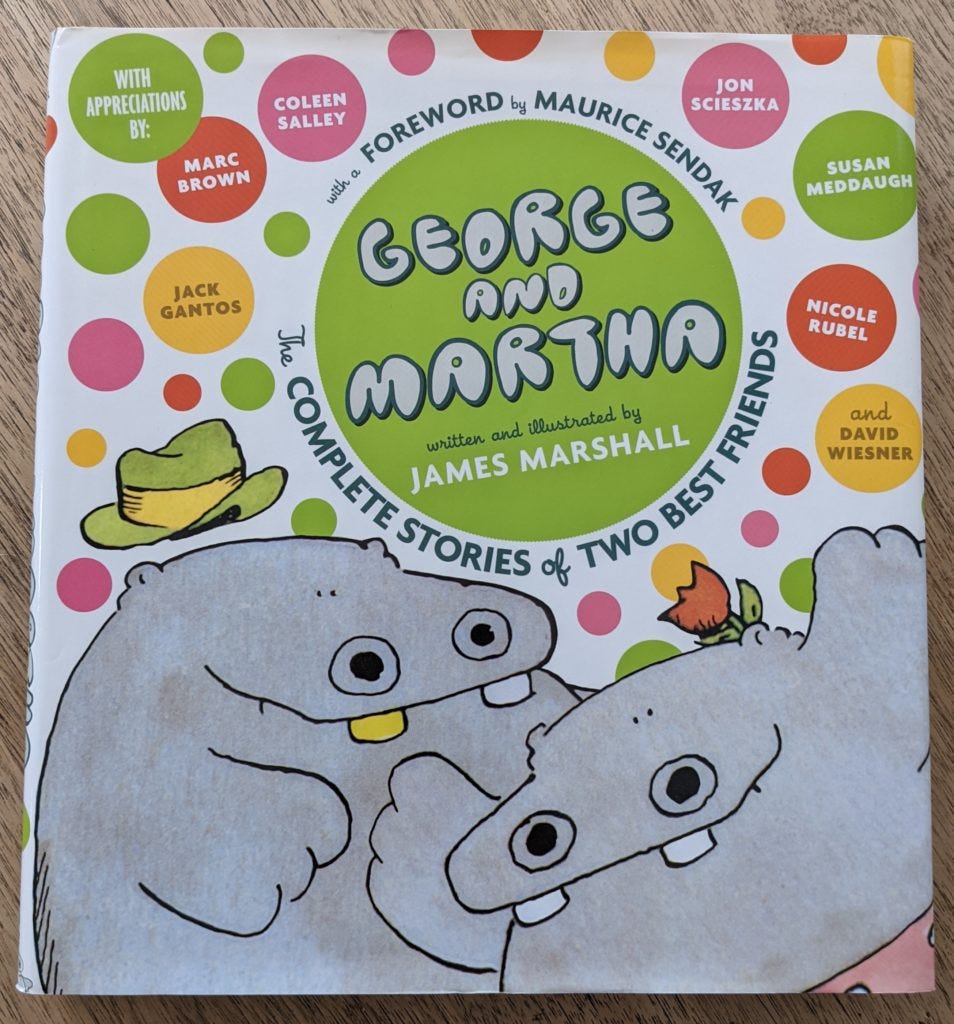 WITH
APPRECIATIONS
BY:
MARC
BROWN
COLEEN
SALLEY
JACK
GANTOS
with a FOREWORD by MAURICE SENDAK
GEORGE
AND
MARTHA
written and illustrated by
JAMES MARSHALL
The COMPLETE STORIES of TWO BEST FRIENDS
JON
SCIESZKA
SUSAN
MEDDAUGH
NICOLE
RUBEL
and
DAVID
WIESNER